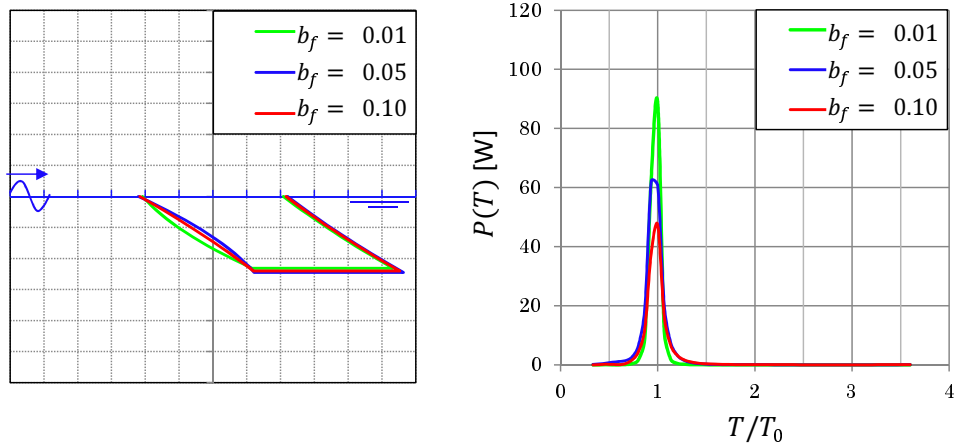 b_f = 0.01
b_f = 0.05
b_f = 0.10
P(T) [W]
120
100
80
60
40
20
0
b_f = 0.01
b_f = 0.05
b_f = 0.10
0 1 2 3 4
T/T_0